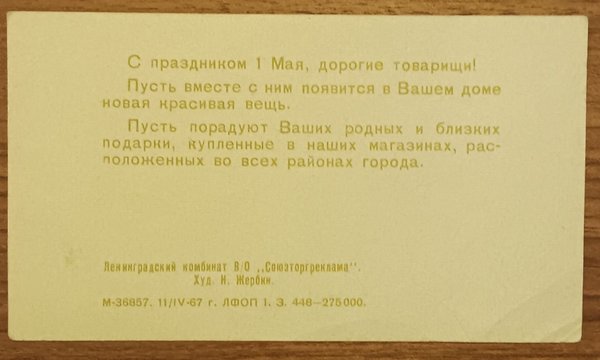 С праздником 1 Мая, дорогие товарищи!
Пусть вместе с ним появится в Вашем доме
новая красивая вещь.
Пусть порадуют Ваших родных и близких
подарки, купленные в наших магазинах, рас-
положенных во всех районах города.
Ленинградский комбинат В/О „Союзторгреклама".
Худ. Н. Жербин.
М-36857. 11/IV-67 г. ЛФОП 1. З. 448—275000.